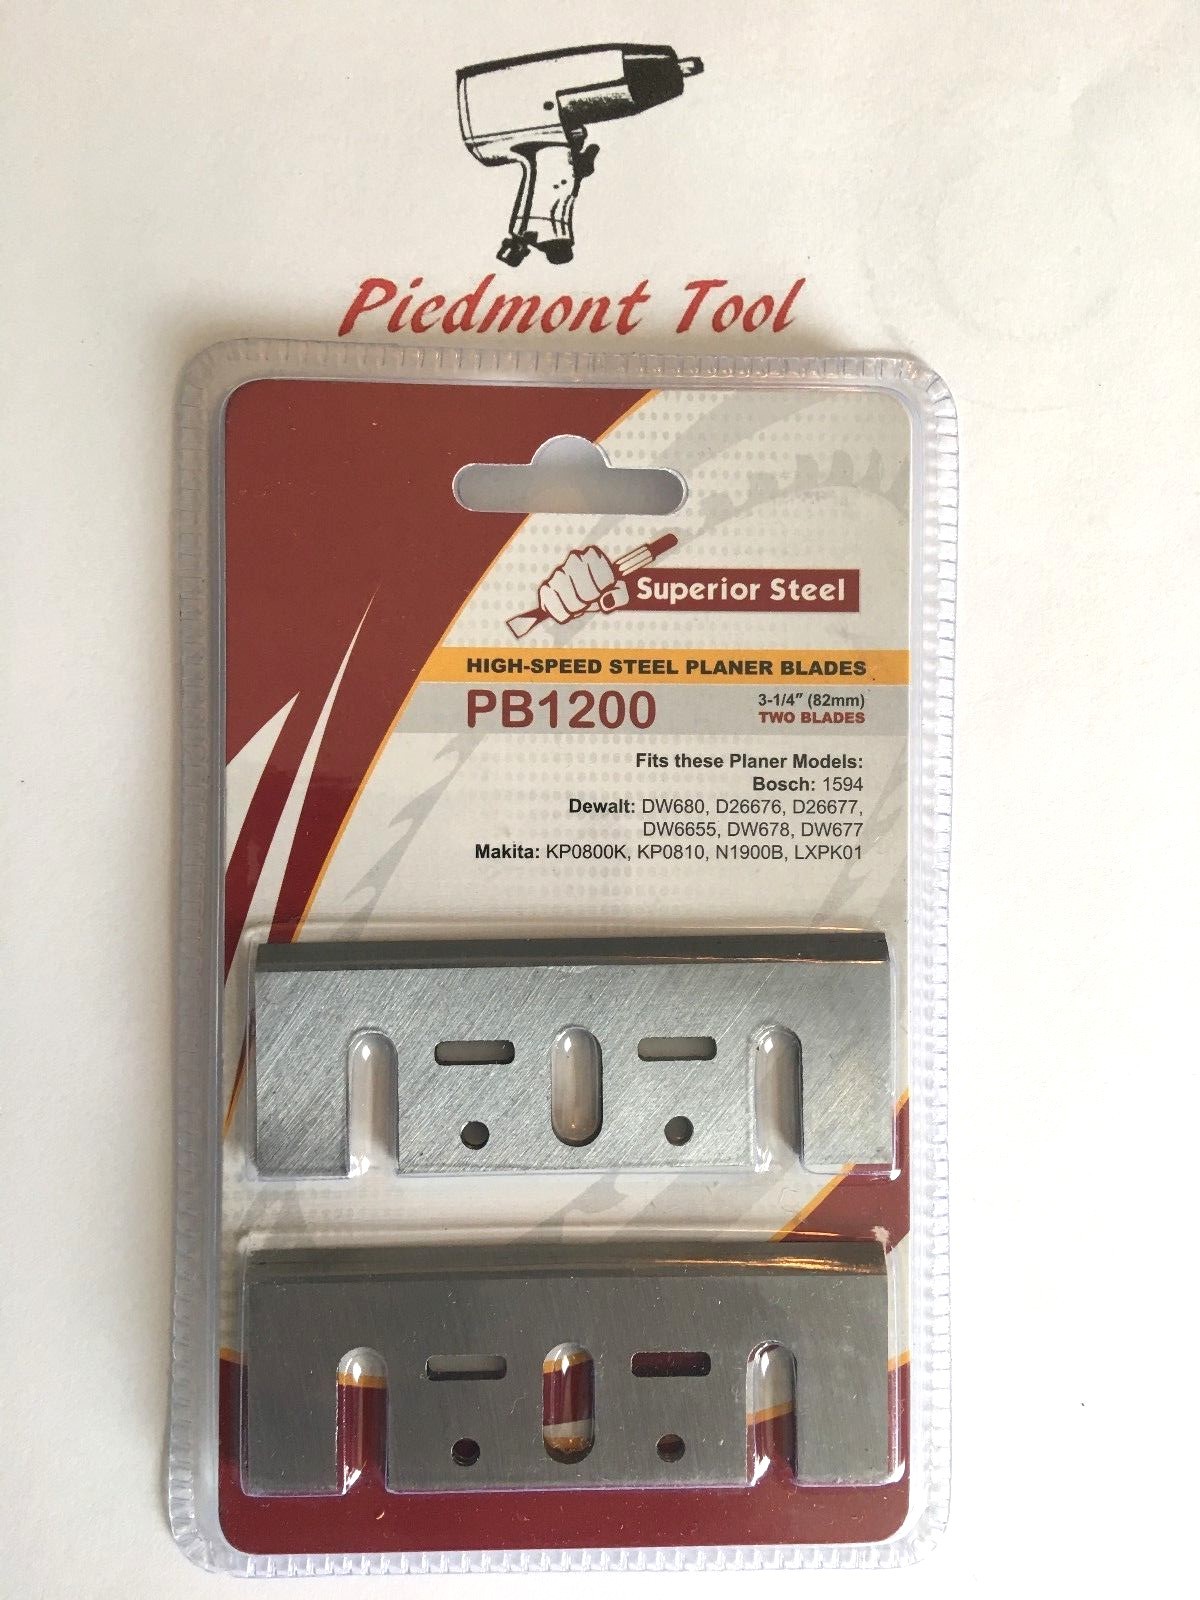 Piedmont Tool
Superior Steel
HIGH-SPEED STEEL PLANER BLADES
PB1200
3-1/4" (82mm)
TWO BLADES
Fits these Planer Models:
Bosch: 1594
Dewalt: DW680, D26676, D26677,
DW6655, DW678, DW677
Makita: KP0800K, KP0810, N1900B, LXPK01